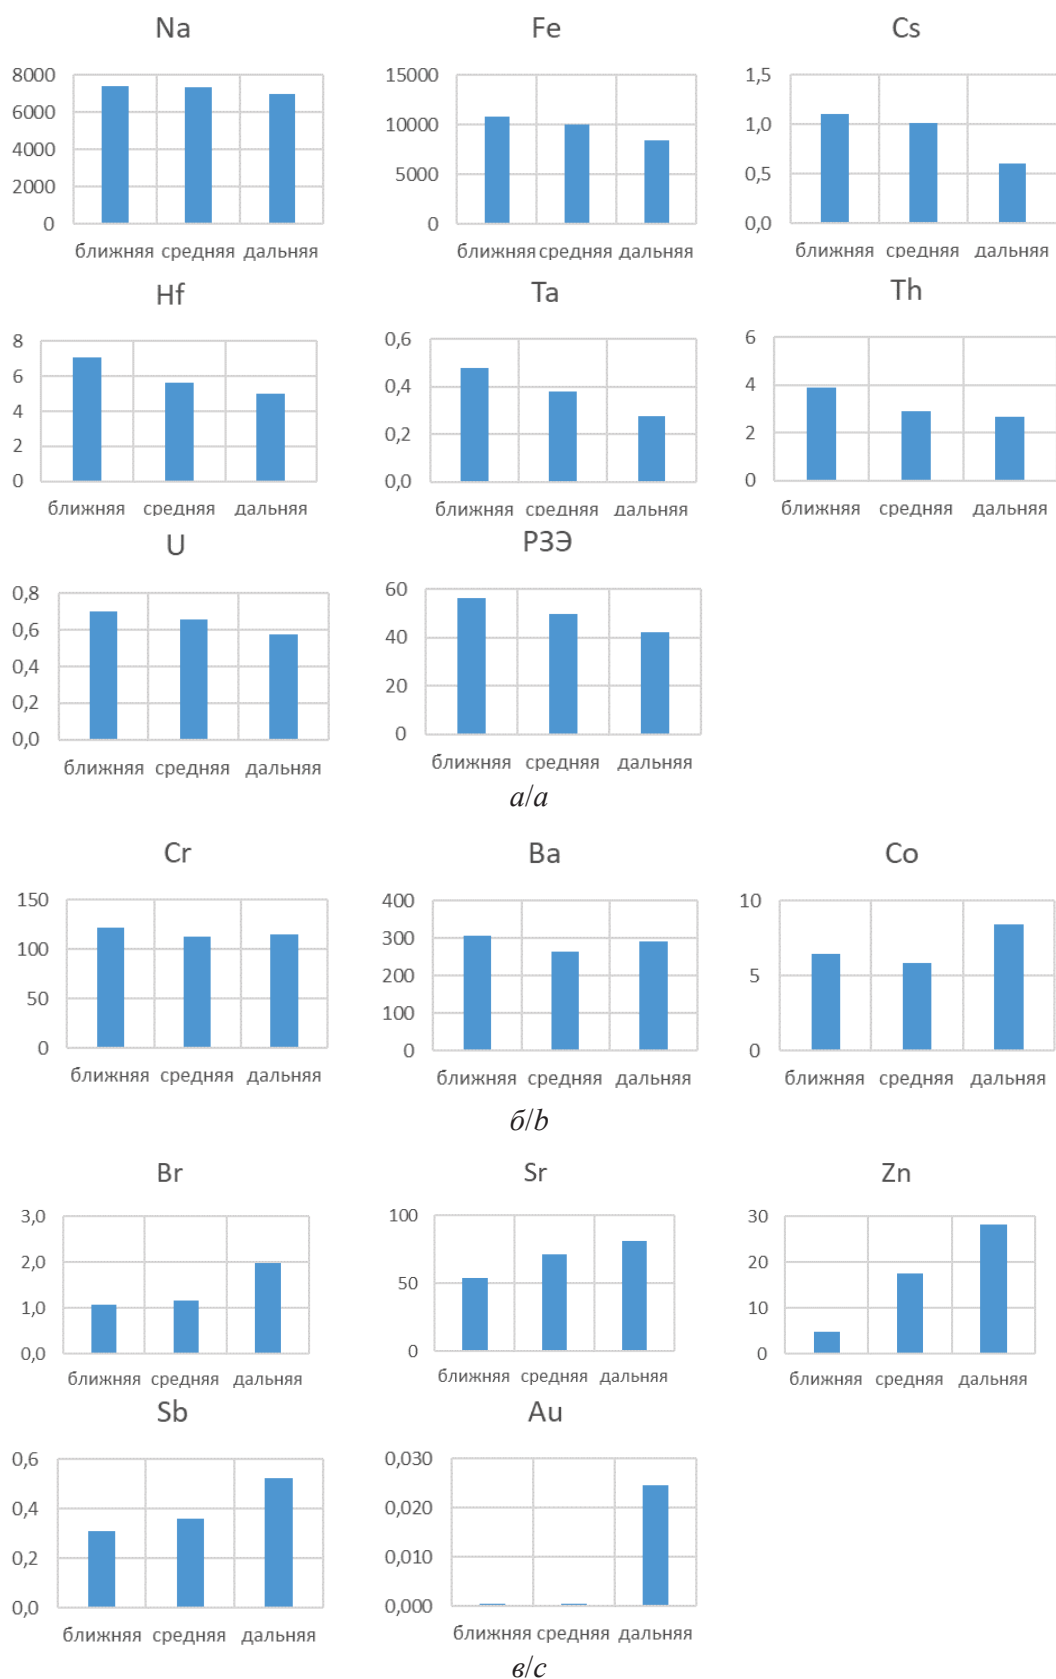 Na Fe Cs
8000 15000 1,5
6000 10000 1,0
4000 5000 0,5
2000 0 0,0
0
ближняя средняя дальняя ближняя средняя дальняя ближняя средняя дальняя
Hf Ta Th
8 0,6 6
6 0,4 4
4 0,2 2
2 0,0 0
0
ближняя средняя дальняя ближняя средняя дальняя ближняя средняя дальняя
U РЗЭ
0,8 60
0,6 40
0,4 20
0,2 0
0,0
ближняя средняя дальняя ближняя средняя дальняя
а/a
Cr Ba Co
150 400 10
100 300 5
50 200 0
0 100
0
ближняя средняя дальняя ближняя средняя дальняя ближняя средняя дальняя
б/b
Br Sr Zn
3,0 100 30
2,0 50 20
1,0 0 10
0,0 0
ближняя средняя дальняя ближняя средняя дальняя ближняя средняя дальняя
Sb Au
0,6 0,030
0,4 0,020
0,2 0,010
0,0 0,000
ближняя средняя дальняя ближняя средняя дальняя
в/c